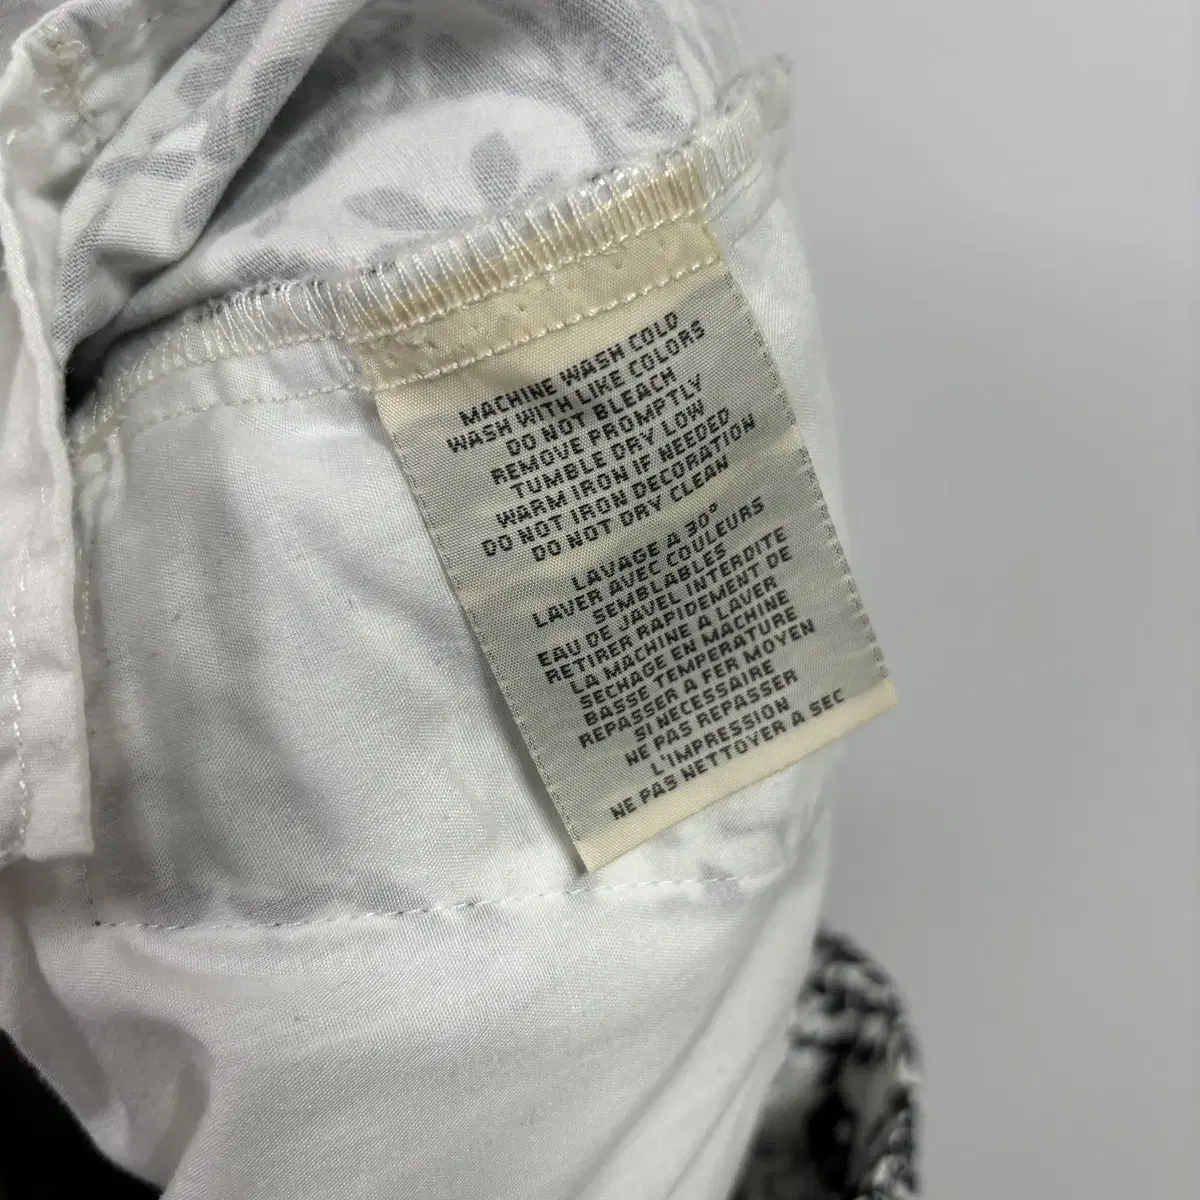 MACHINE WASH COLD
WASH WITH LIKE COLORS
DO NOT BLEACH
REMOVE PROMPTLY
TUMBLE DRY LOW
WARM IRON IF NEEDED
DO NOT IRON DECORATION
DO NOT DRY CLEAN
LAVAGE A 30°
LAVER AVEC COULEURS
SEMBLABLES
EAU DE JAVEL INTERDITE
RETIRER RAPIDEMENT DE
LA MACHINE A LAVER
SECHAGE EN MACHINE
BASSE TEMPERATURE
REPASSER A FER MOYEN
SI NECESSAIRE
NE PAS REPASSER
L'IMPRESSION
NE PAS NETTOYER A SEC